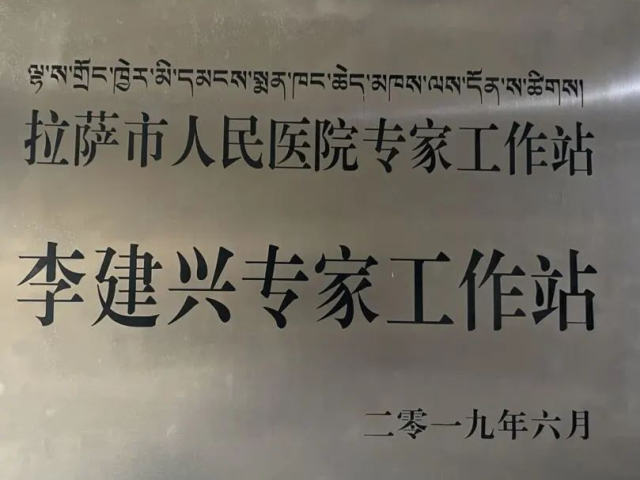 ལྷ་ས་གྲོང་ཁྱེར་མི་དམངས་སྨན་ཁང་ཆེད་མཁས་ལས་དོན་ས་ཚིགས།
拉萨市人民医院专家工作站
李建兴专家工作站
二零一九年六月